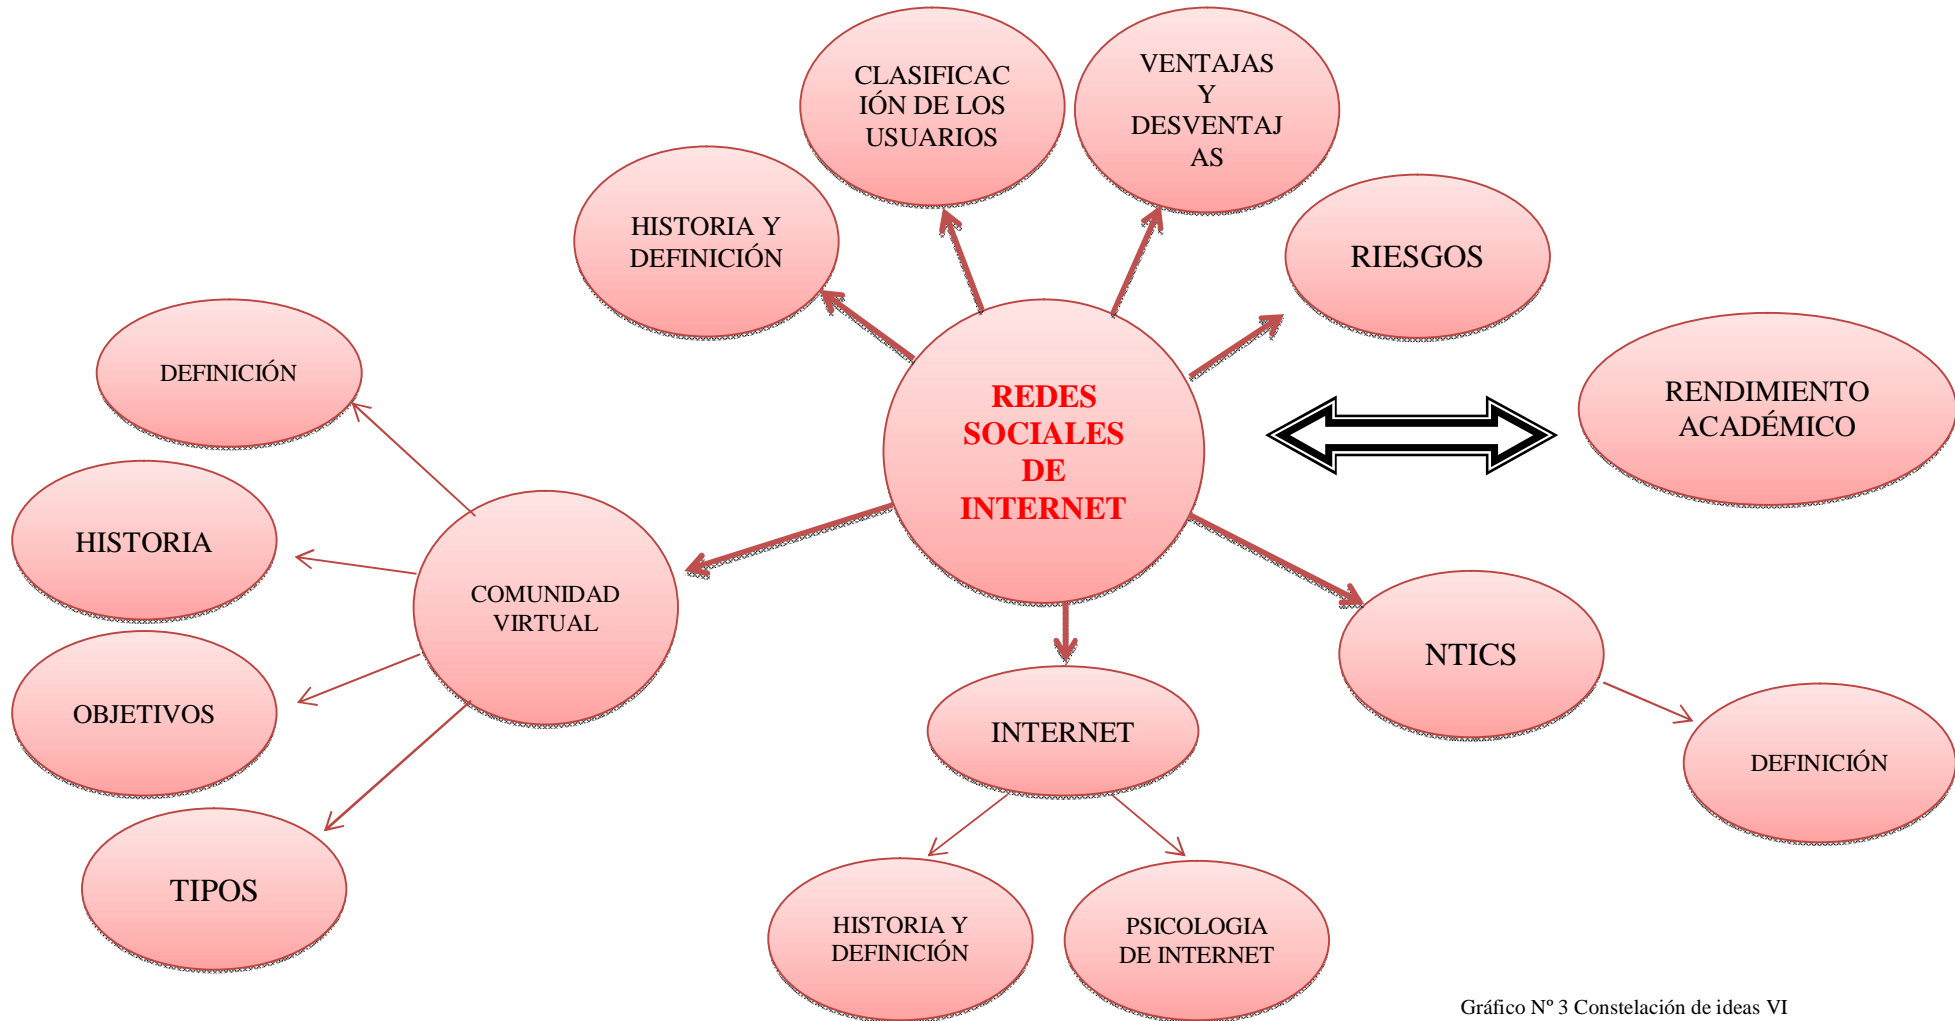 CLASIFICAC
IÓN DE LOS
USUARIOS
VENTAJAS
Y
DESVENTAJ
AS
HISTORIA Y
DEFINICIÓN
RIESGOS
REDES
SOCIALES
DE
INTERNET
RENDIMIENTO
ACADÉMICO
DEFINICIÓN
HISTORIA
COMUNIDAD
VIRTUAL
OBJETIVOS
TIPOS
INTERNET
HISTORIA Y
DEFINICIÓN
PSICOLOGIA
DE INTERNET
NTICS
DEFINICIÓN
Gráfico Nº 3 Constelación de ideas VI